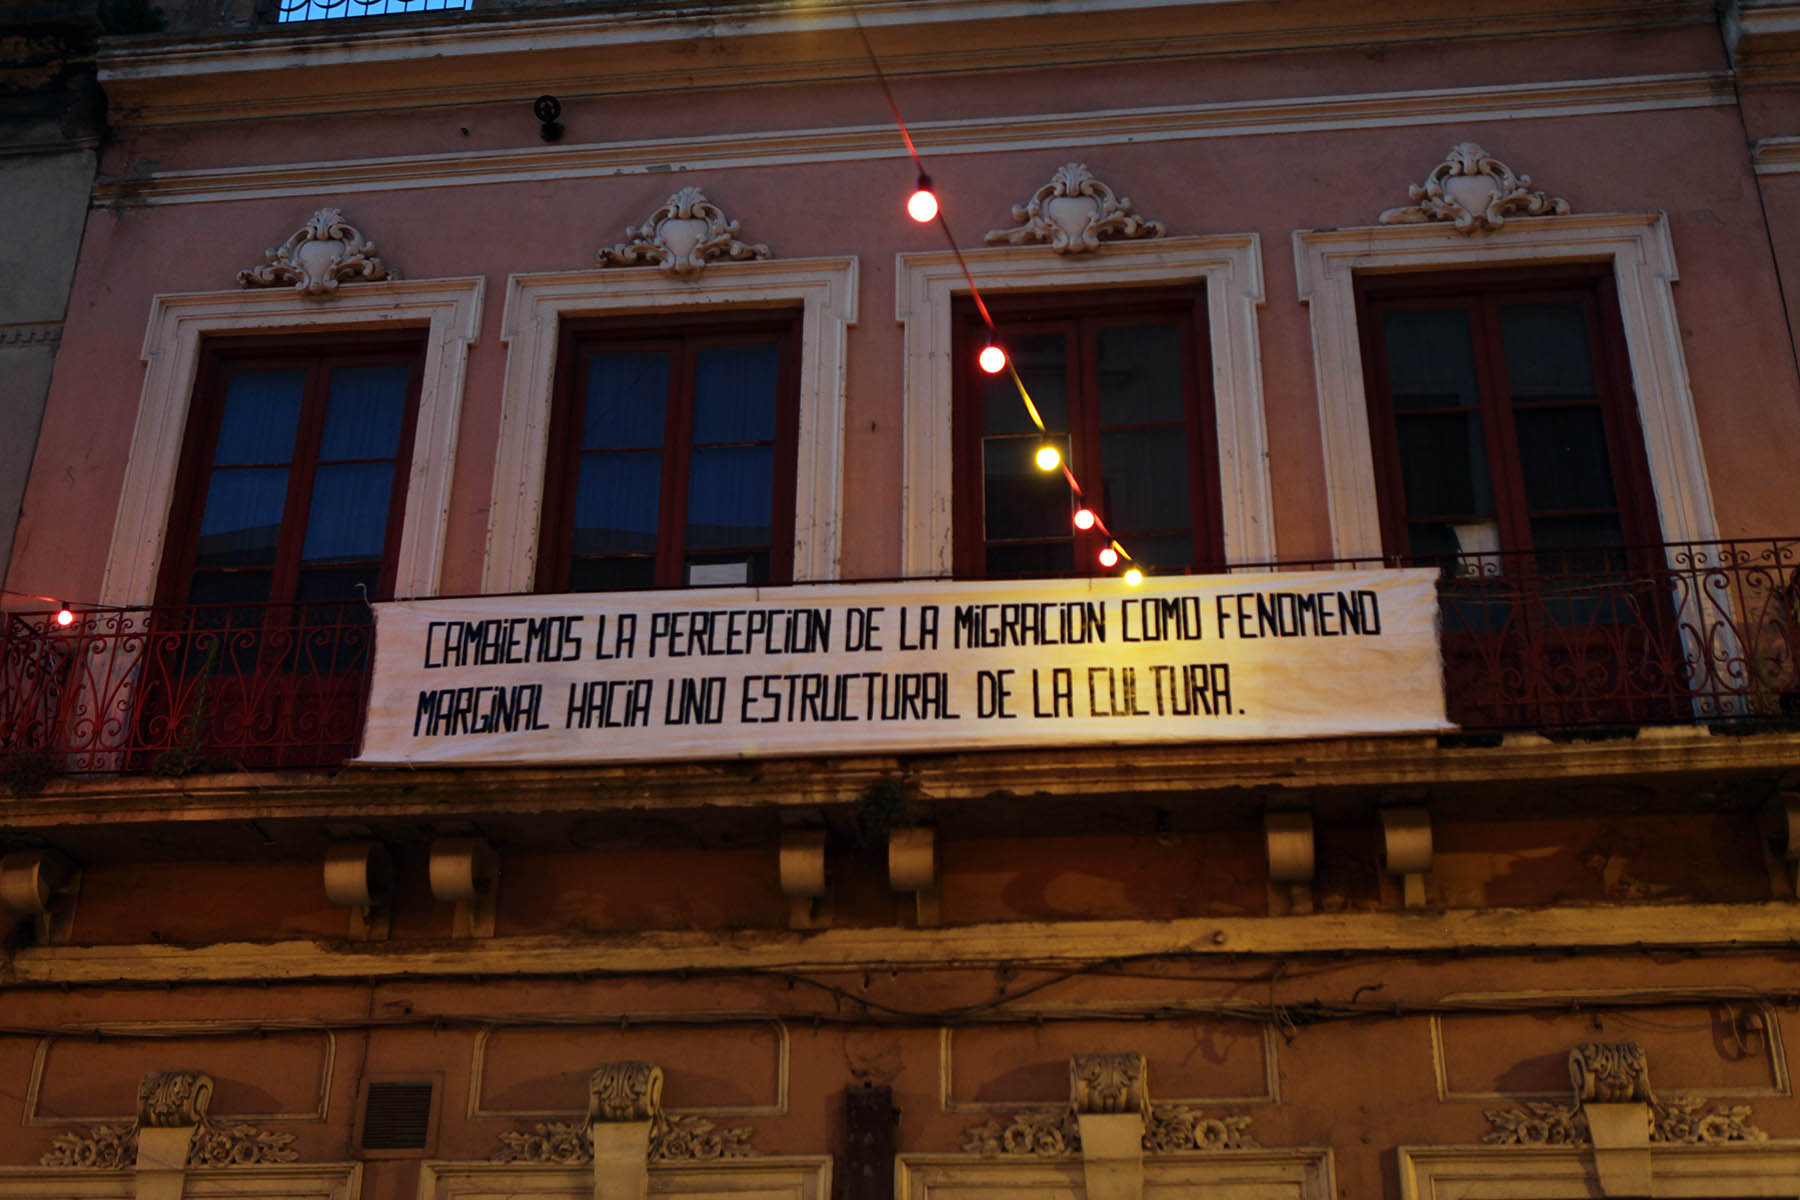 CAMBiEMOS LA PERCEPCiON DE LA MiGRACiON COMO FENOMENO
MARGiNAL HACiA UNO ESTRUCTURAL DE LA CULTURA.